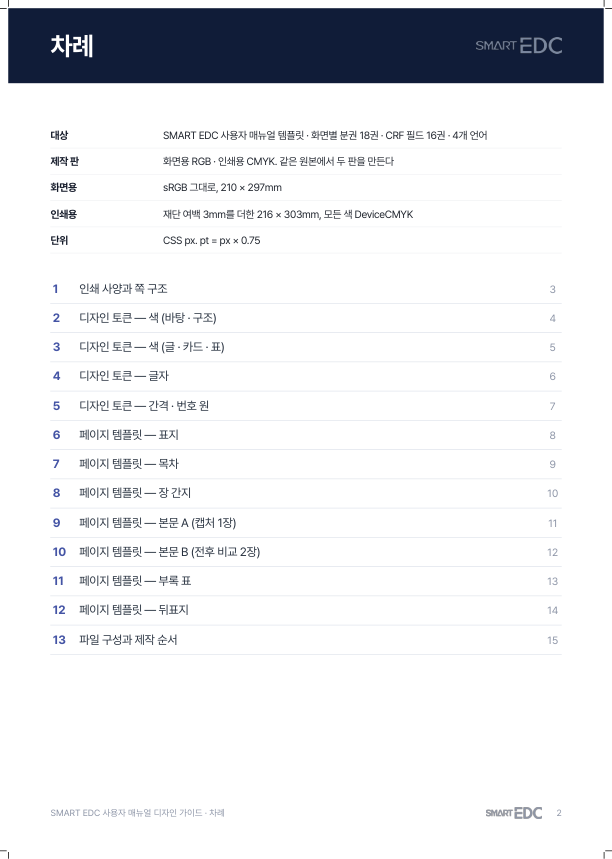 차례
SMART EDC
대상 SMART EDC 사용자 매뉴얼 템플릿 · 화면별 분권 18권 · CRF 필드 16권 · 4개 언어
제작 판 화면용 RGB · 인쇄용 CMYK. 같은 원본에서 두 판을 만든다
화면용 sRGB 그대로, 210 × 297mm
인쇄용 재단 여백 3mm를 더한 216 × 303mm, 모든 색 DeviceCMYK
단위 CSS px. pt = px × 0.75
1 인쇄 사양과 쪽 구조 3
2 디자인 토큰 — 색 (바탕 · 구조) 4
3 디자인 토큰 — 색 (글 · 카드 · 표) 5
4 디자인 토큰 — 글자 6
5 디자인 토큰 — 간격 · 번호 원 7
6 페이지 템플릿 — 표지 8
7 페이지 템플릿 — 목차 9
8 페이지 템플릿 — 장 간지 10
9 페이지 템플릿 — 본문 A (캡처 1장) 11
10 페이지 템플릿 — 본문 B (전후 비교 2장) 12
11 페이지 템플릿 — 부록 표 13
12 페이지 템플릿 — 뒤표지 14
13 파일 구성과 제작 순서 15
SMART EDC 사용자 매뉴얼 디자인 가이드 · 차례
SMART EDC 2